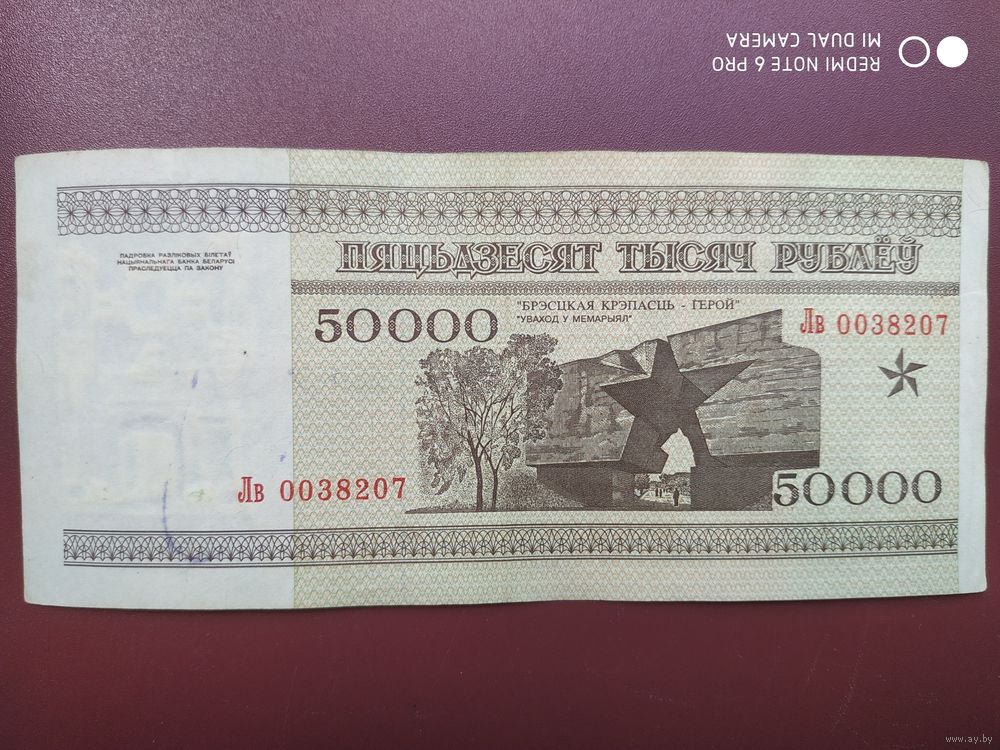 REDMI NOTE 6 PRO
MI DUAL CAMERA
ПАДРОБКА РАЗЛІКОВЫХ БІЛЕТАЎ
НАЦЫЯНАЛЬНАГА БАНКА БЕЛАРУСІ
ПРАСЛЕДУЕЦЦА ПА ЗАКОНУ
ПЯЦЬДЗЕСЯТ ТЫСЯЧ РУБЛЁЎ
50000
"БРЭСЦКАЯ КРЭПАСЦЬ - ГЕРОЙ"
"УВАХОД У МЕМАРЫЯЛ"
Лв 0038207
Лв 0038207
50000
www.ay.by